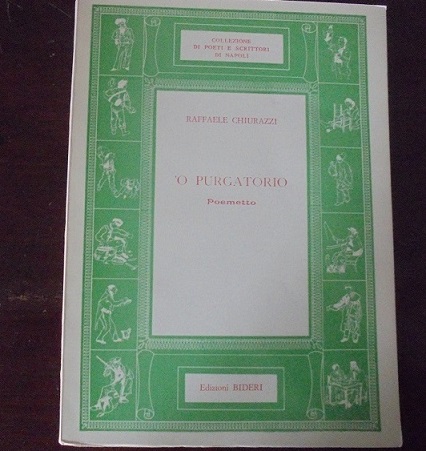 COLLEZIONE
DI POETI E SCRITTORI
DI NAPOLI
RAFFAELE CHIURAZZI
'O PURGATORIO
Poemetto
Edizioni BIDERI